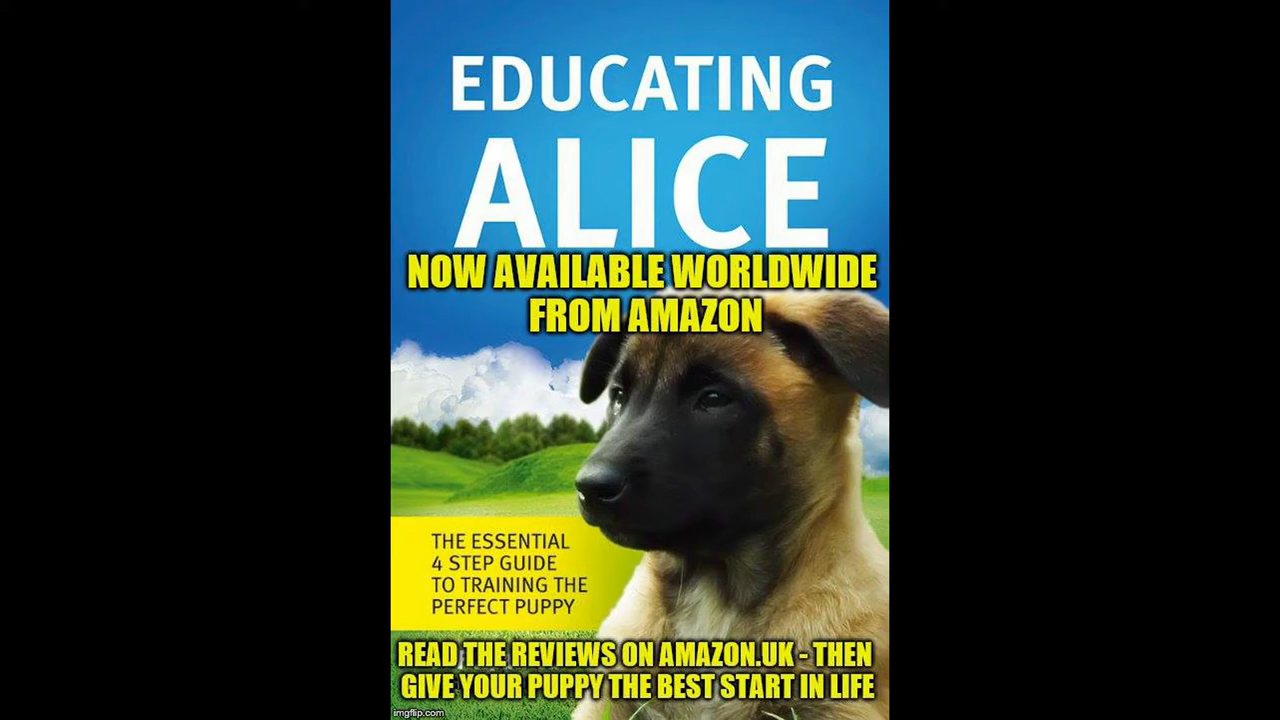 EDUCATING
ALICE
NOW AVAILABLE WORLDWIDE
FROM AMAZON
THE ESSENTIAL
4 STEP GUIDE
TO TRAINING THE
PERFECT PUPPY
READ THE REVIEWS ON AMAZON.UK - THEN
GIVE YOUR PUPPY THE BEST START IN LIFE
imgflip.com